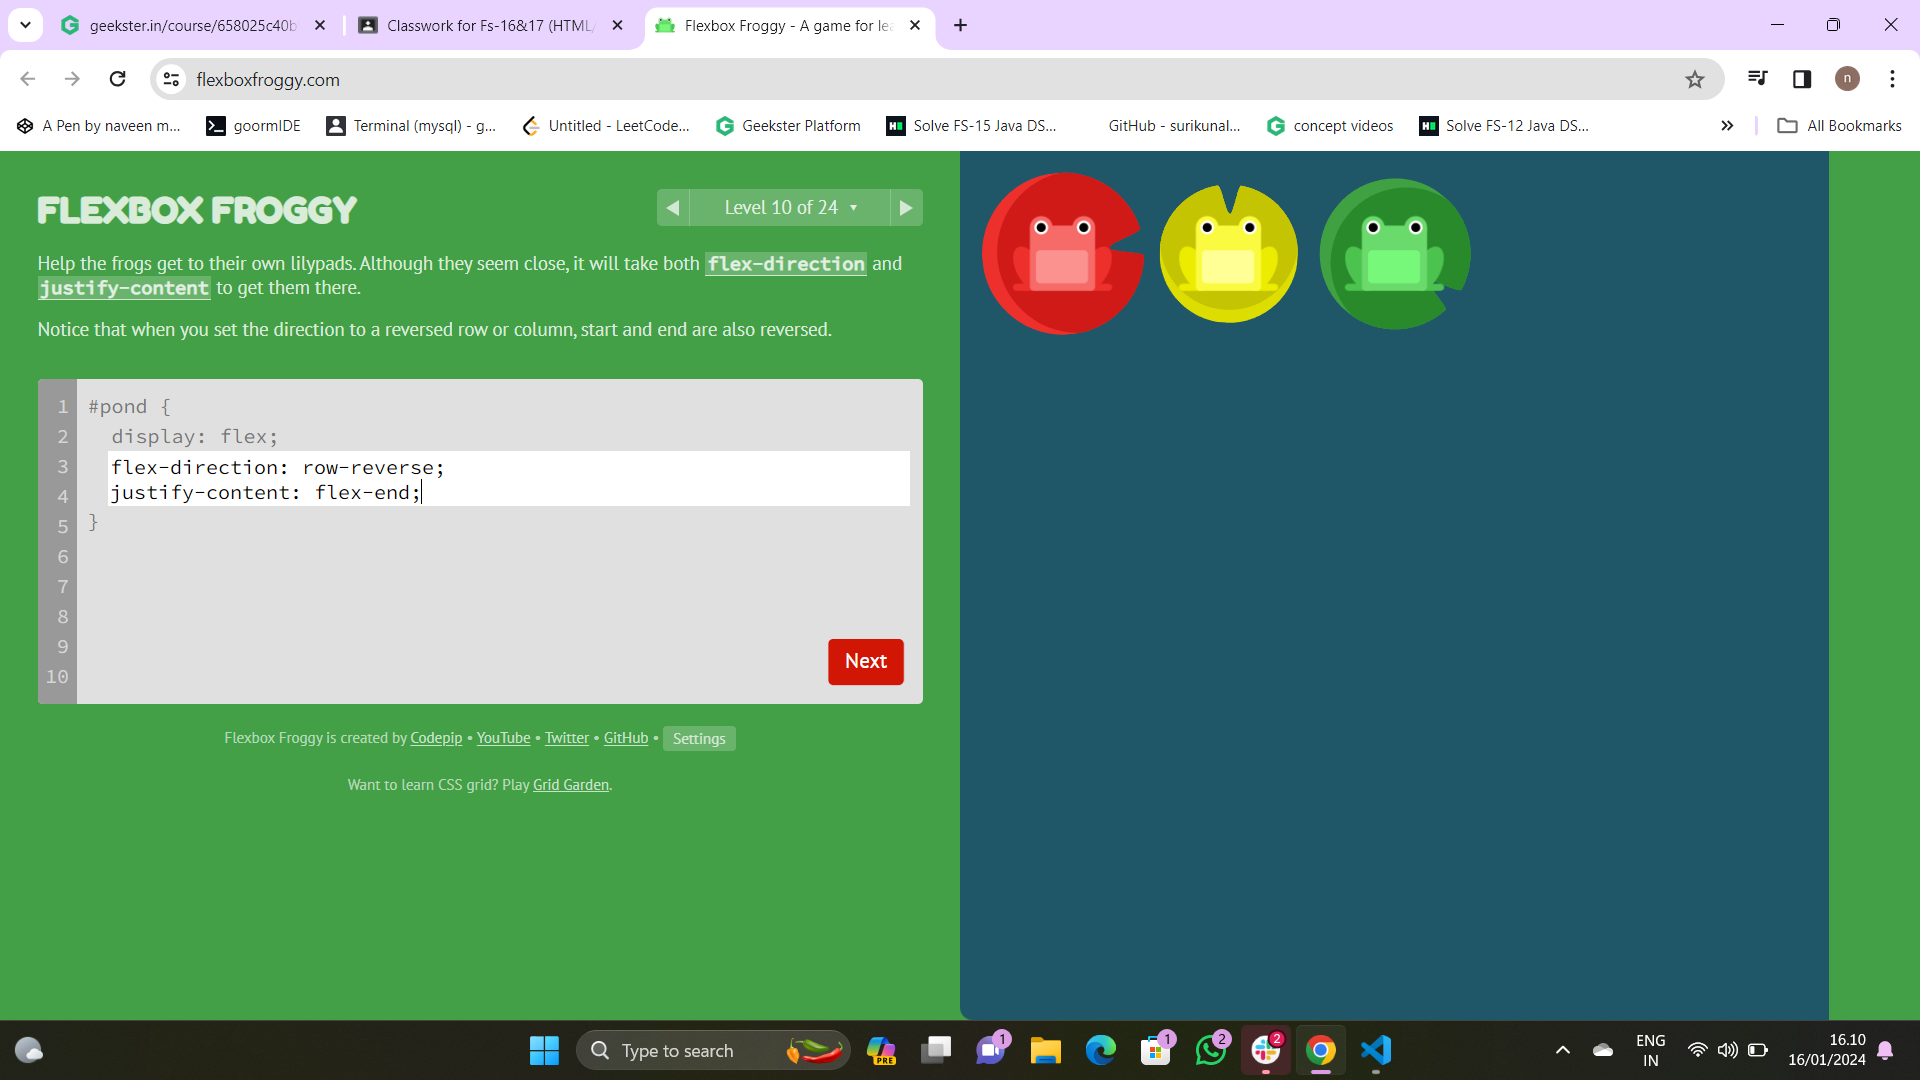 geekster.in/course/658025c40b
Classwork for Fs-16&17 (HTML/
Flexbox Froggy - A game for lea
flexboxfroggy.com
n
A Pen by naveen m...
goormIDE
Terminal (mysql) - g...
Untitled - LeetCode...
Geekster Platform
Solve FS-15 Java DS...
GitHub - surikunal...
concept videos
Solve FS-12 Java DS...
All Bookmarks
FLEXBOX FROGGY
Level 10 of 24
Help the frogs get to their own lilypads. Although they seem close, it will take both flex-direction and
justify-content to get them there.
Notice that when you set the direction to a reversed row or column, start and end are also reversed.
1 #pond {
2 display: flex;
3 flex-direction: row-reverse;
4 justify-content: flex-end;
5 }
6
7
8
9
10
Next
Flexbox Froggy is created by Codepip • YouTube • Twitter • GitHub • Settings
Want to learn CSS grid? Play Grid Garden.
Type to search
PRE
1
1
2
2
ENG
IN
16.10
16/01/2024